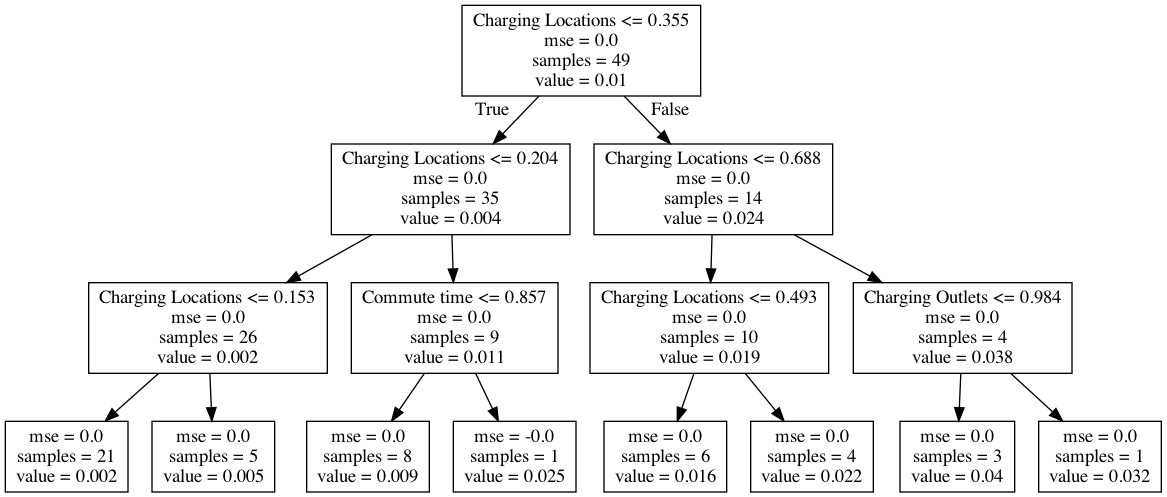 Charging Locations <= 0.355
mse = 0.0
samples = 49
value = 0.01
True
False
Charging Locations <= 0.204
mse = 0.0
samples = 35
value = 0.004
Charging Locations <= 0.688
mse = 0.0
samples = 14
value = 0.024
Charging Locations <= 0.153
mse = 0.0
samples = 26
value = 0.002
Commute time <= 0.857
mse = 0.0
samples = 9
value = 0.011
Charging Locations <= 0.493
mse = 0.0
samples = 10
value = 0.019
Charging Outlets <= 0.984
mse = 0.0
samples = 4
value = 0.038
mse = 0.0
samples = 21
value = 0.002
mse = 0.0
samples = 5
value = 0.005
mse = 0.0
samples = 8
value = 0.009
mse = -0.0
samples = 1
value = 0.025
mse = 0.0
samples = 6
value = 0.016
mse = 0.0
samples = 4
value = 0.022
mse = 0.0
samples = 3
value = 0.04
mse = 0.0
samples = 1
value = 0.032